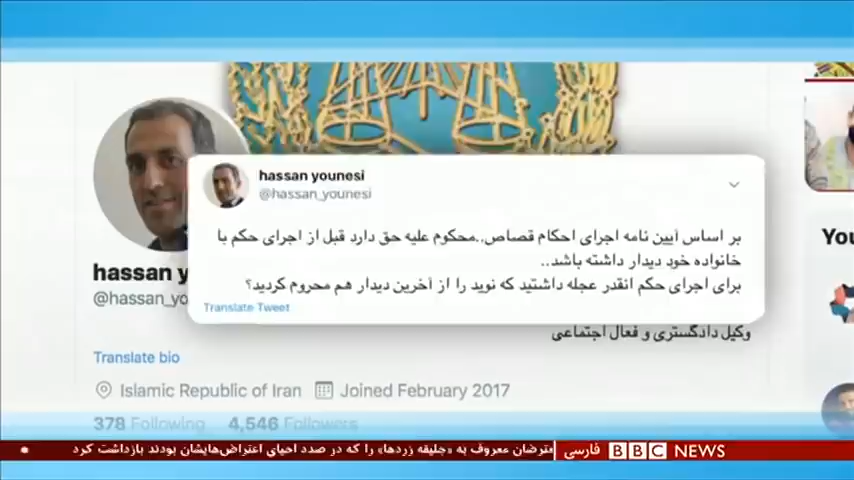 hassan younesi
@hassan_younesi
بر اساس آیین نامه اجرای احکام قصاص..محکوم علیه حق دارد قبل از اجرای حکم با
خانواده خود دیدار داشته باشد..
برای اجرای حکم انقدر عجله داشتید که نوید را از آخرین دیدار هم محروم کردید؟
Translate Tweet
hassan y
@hassan_yo
You
وکیل دادگستری و فعال اجتماعی
Translate bio
Islamic Republic of Iran Joined February 2017
378 Following 4,546 Followers
عترضان معروف به «جلیقه زردها» را که در صدد احیای اعتراض‌هایشان بودند بازداشت کرد
فارسی BBC NEWS